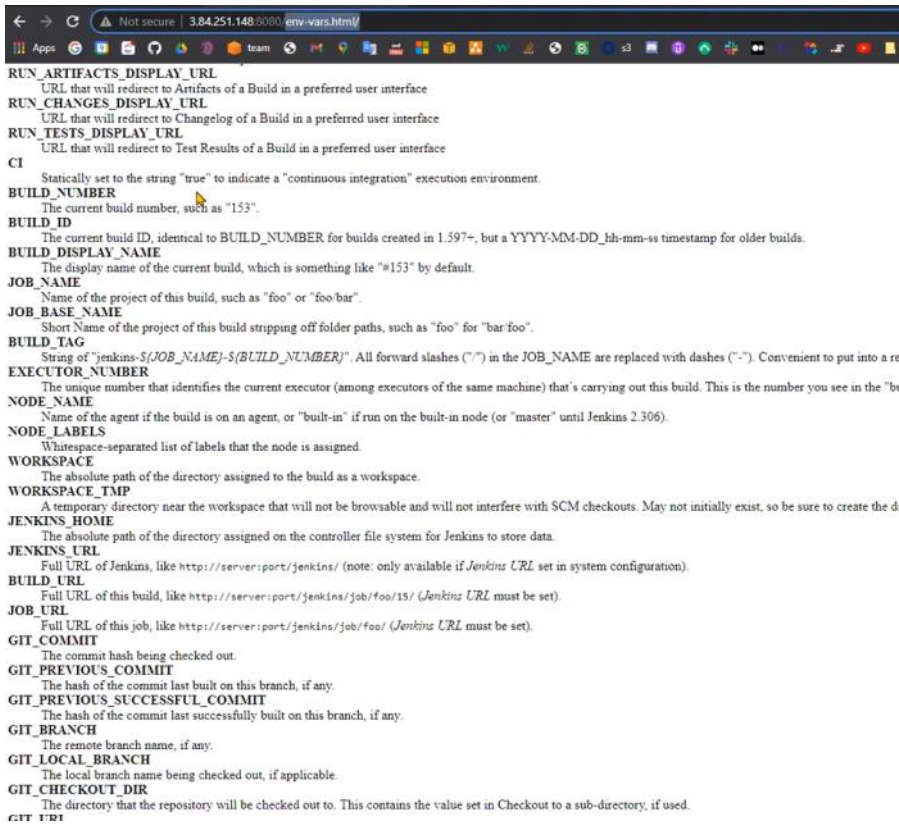 Not secure | 3.84.251.148:8080/env-vars.html/
Apps team s3
RUN_ARTIFACTS_DISPLAY_URL
URL that will redirect to Artifacts of a Build in a preferred user interface
RUN_CHANGES_DISPLAY_URL
URL that will redirect to Changelog of a Build in a preferred user interface
RUN_TESTS_DISPLAY_URL
URL that will redirect to Test Results of a Build in a preferred user interface
CI
Statically set to the string "true" to indicate a "continuous integration" execution environment.
BUILD_NUMBER
The current build number, such as "153".
BUILD_ID
The current build ID, identical to BUILD_NUMBER for builds created in 1.597+, but a YYYY-MM-DD_hh-mm-ss timestamp for older builds.
BUILD_DISPLAY_NAME
The display name of the current build, which is something like "#153" by default.
JOB_NAME
Name of the project of this build, such as "foo" or "foo/bar".
JOB_BASE_NAME
Short Name of the project of this build stripping off folder paths, such as "foo" for "bar/foo".
BUILD_TAG
String of "jenkins-${JOB_NAME}-${BUILD_NUMBER}". All forward slashes ("/") in the JOB_NAME are replaced with dashes ("-"). Convenient to put into a re
EXECUTOR_NUMBER
The unique number that identifies the current executor (among executors of the same machine) that's carrying out this build. This is the number you see in the "bu
NODE_NAME
Name of the agent if the build is on an agent, or "built-in" if run on the built-in node (or "master" until Jenkins 2.306).
NODE_LABELS
Whitespace-separated list of labels that the node is assigned.
WORKSPACE
The absolute path of the directory assigned to the build as a workspace.
WORKSPACE_TMP
A temporary directory near the workspace that will not be browsable and will not interfere with SCM checkouts. May not initially exist, so be sure to create the d
JENKINS_HOME
The absolute path of the directory assigned on the controller file system for Jenkins to store data.
JENKINS_URL
Full URL of Jenkins, like http://server:port/jenkins/ (note: only available if Jenkins URL set in system configuration).
BUILD_URL
Full URL of this build, like http://server:port/jenkins/job/foo/15/ (Jenkins URL must be set).
JOB_URL
Full URL of this job, like http://server:port/jenkins/job/foo/ (Jenkins URL must be set).
GIT_COMMIT
The commit hash being checked out.
GIT_PREVIOUS_COMMIT
The hash of the commit last built on this branch, if any.
GIT_PREVIOUS_SUCCESSFUL_COMMIT
The hash of the commit last successfully built on this branch, if any.
GIT_BRANCH
The remote branch name, if any.
GIT_LOCAL_BRANCH
The local branch name being checked out, if applicable.
GIT_CHECKOUT_DIR
The directory that the repository will be checked out to. This contains the value set in Checkout to a sub-directory, if used.
GIT_URL